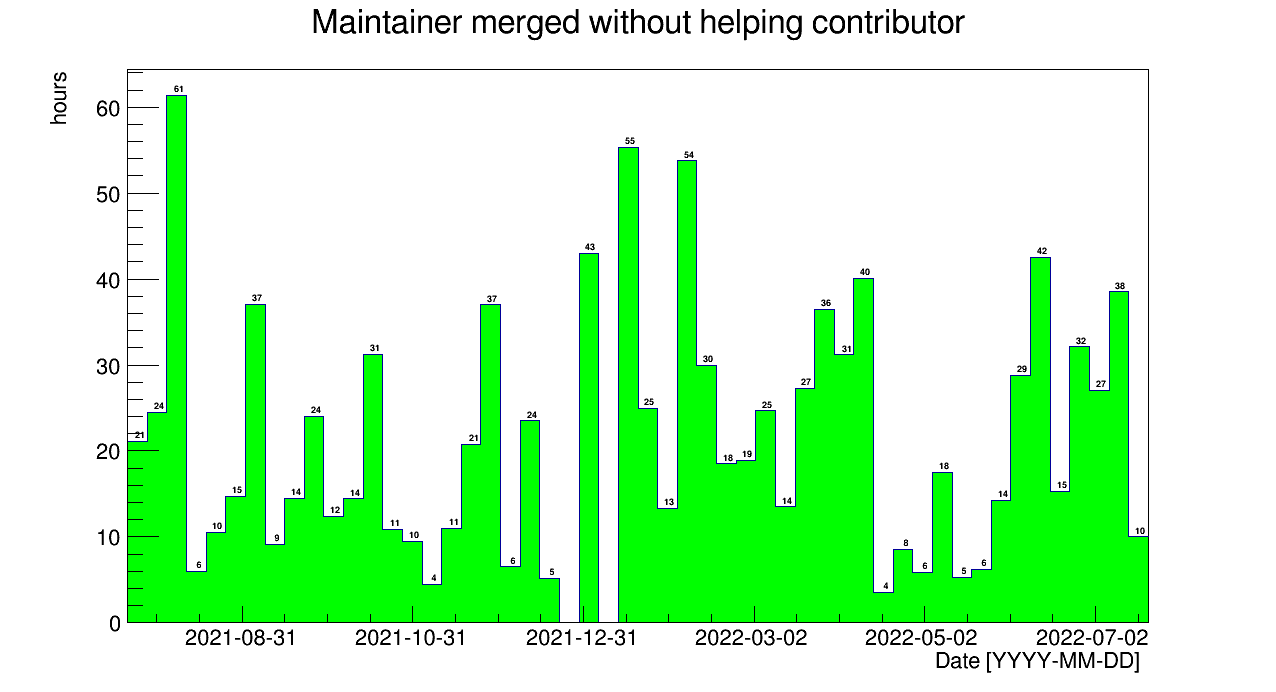 Maintainer merged without helping contributor
hours
60
50
40
30
20
10
0
21 24 61 6 10 15 37 9 14 24 12 14 31 11 10 4 11 21 37 6 24 5 43 55 25 13 54 30 18 19 25 14 27 36 31 40 4 8 6 18 5 6 14 29 42 15 32 27 38 10
2021-08-31 2021-10-31 2021-12-31 2022-03-02 2022-05-02 2022-07-02
Date [YYYY-MM-DD]